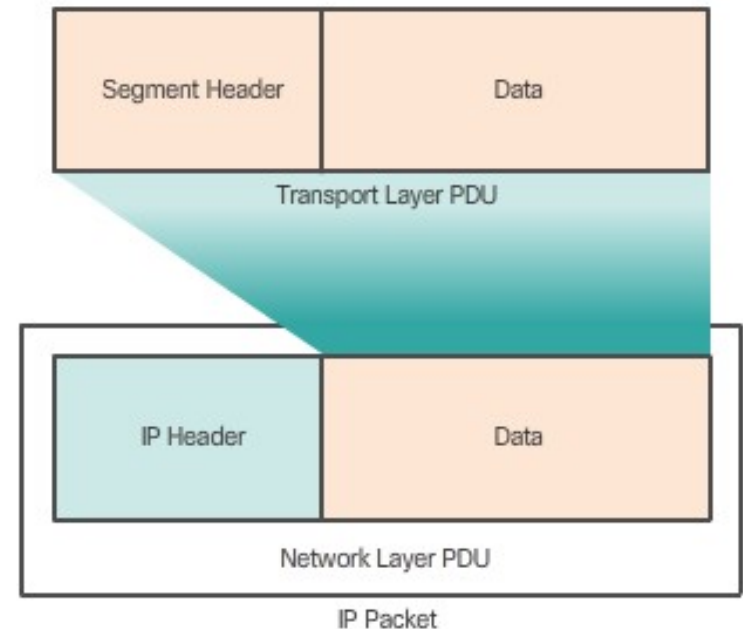 Segment Header
Data
Transport Layer PDU
IP Header
Data
Network Layer PDU
IP Packet